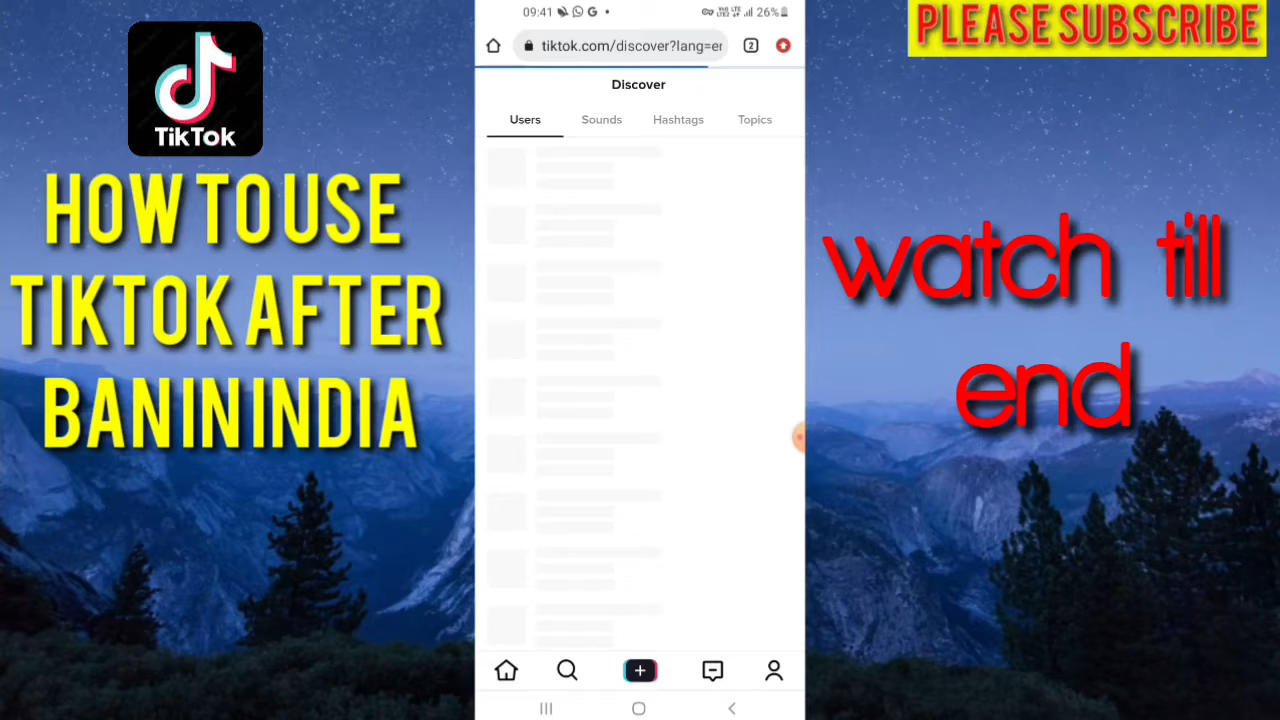 TikTok
HOW TO USE
TIKTOK AFTER
BAN IN INDIA
09:41
26%
tiktok.com/discover?lang=er
2
Discover
Users Sounds Hashtags Topics
PLEASE SUBSCRIBE
watch till
end